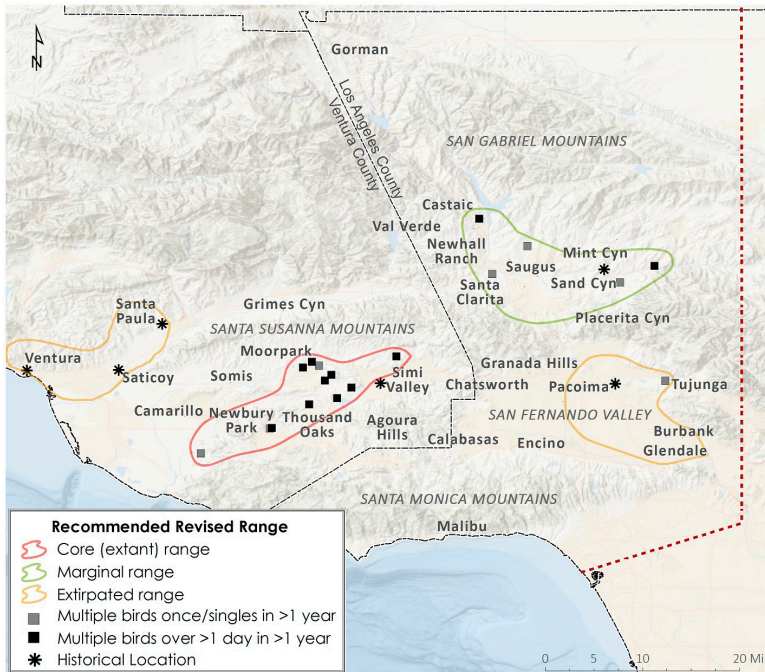 N
Gorman
Los Angeles County
Ventura County
SAN GABRIEL MOUNTAINS
Castaic
Val Verde
Newhall
Ranch
Mint Cyn
Saugus
Sand Cyn
Santa
Clarita
Placerita Cyn
Santa
Paula
Grimes Cyn
SANTA SUSANNA MOUNTAINS
Moorpark
Ventura
Saticoy
Somis
Simi
Valley
Granada Hills
Chatsworth
Pacoima
Tujunga
Camarillo
Newbury
Park
Thousand
Oaks
Agoura
Hills
SAN FERNANDO VALLEY
Calabasas
Encino
Burbank
Glendale
SANTA MONICA MOUNTAINS
Malibu
Recommended Revised Range
Core (extant) range
Marginal range
Extirpated range
Multiple birds once/singles in >1 year
Multiple birds over >1 day in >1 year
Historical Location
0 5 10 20 Mi